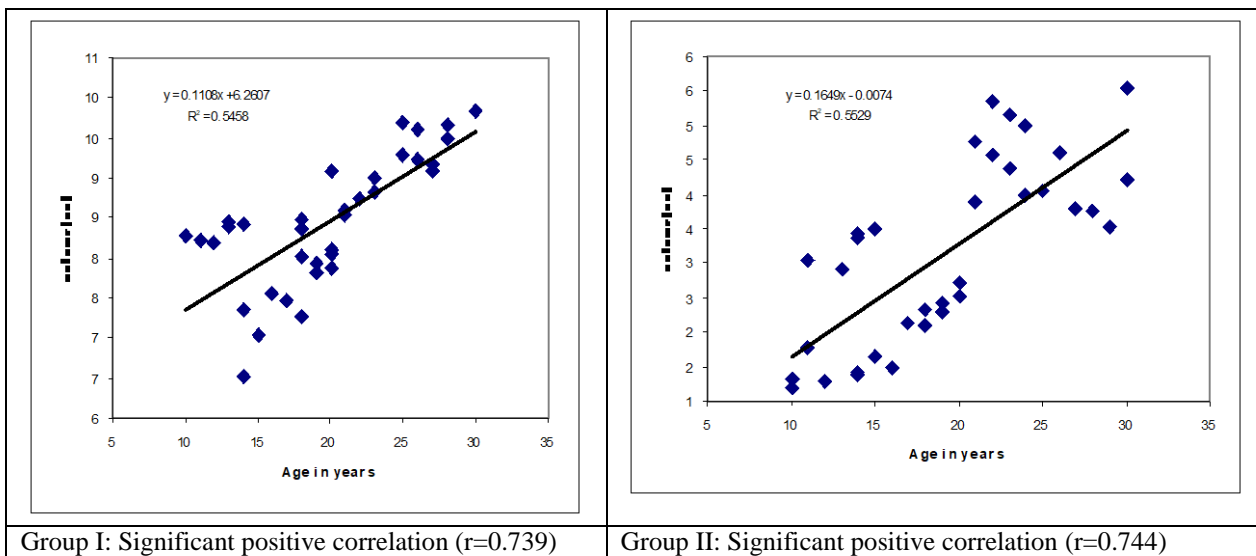 11
10
10
9
9
8
8
7
7
6
y = 0.1108x + 6.2607
R² = 0.5458
5 10 15 20 25 30 35
Age in years
Group I: Significant positive correlation (r=0.739)
6
6
5
5
4
4
3
3
2
2
1
y = 0.1649x - 0.0074
R² = 0.5529
5 10 15 20 25 30 35
Age in years
Group II: Significant positive correlation (r=0.744)